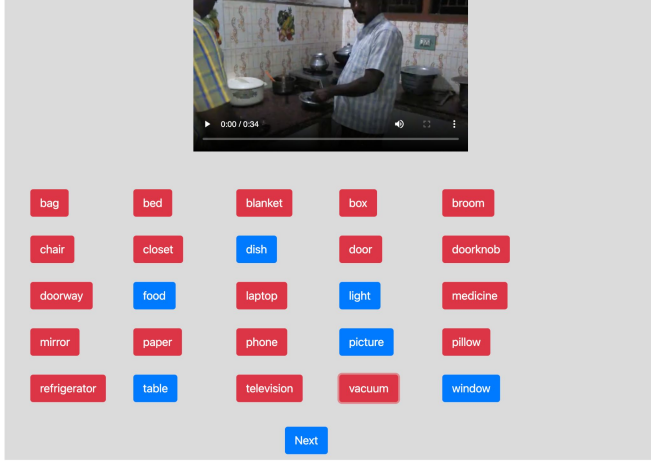 0:00 / 0:34
bag bed blanket box broom
chair closet dish door doorknob
doorway food laptop light medicine
mirror paper phone picture pillow
refrigerator table television vacuum window
Next